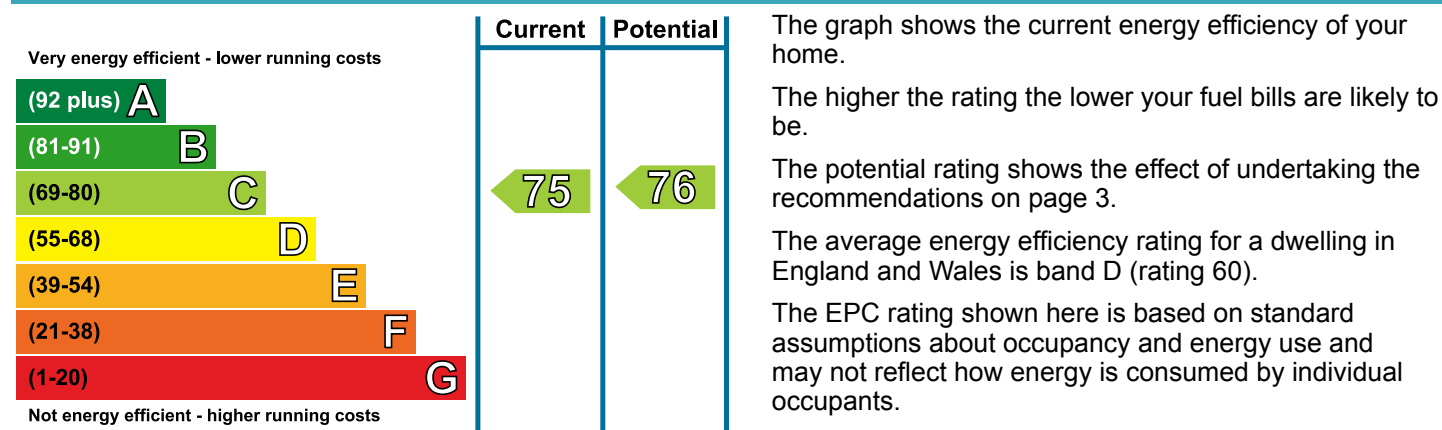 Current Potential
Very energy efficient - lower running costs
(92 plus) A
(81-91) B
(69-80) C
(55-68) D
(39-54) E
(21-38) F
(1-20) G
Not energy efficient - higher running costs
75 76
The graph shows the current energy efficiency of your
home.
The higher the rating the lower your fuel bills are likely to
be.
The potential rating shows the effect of undertaking the
recommendations on page 3.
The average energy efficiency rating for a dwelling in
England and Wales is band D (rating 60).
The EPC rating shown here is based on standard
assumptions about occupancy and energy use and
may not reflect how energy is consumed by individual
occupants.